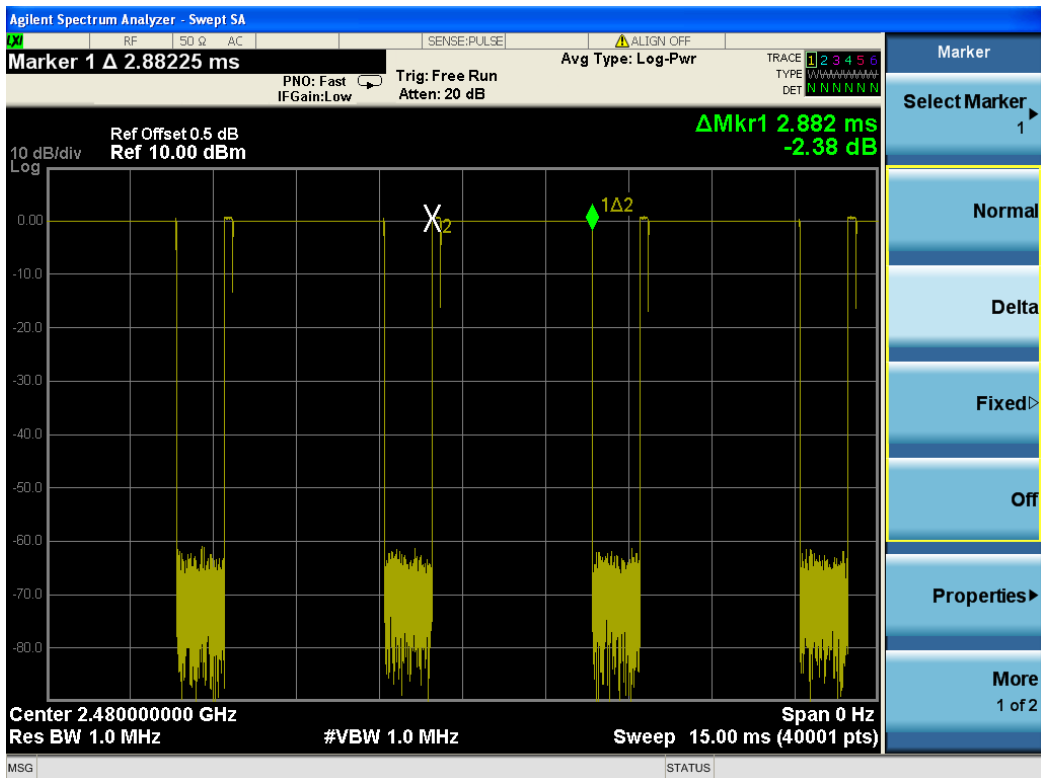 Agilent Spectrum Analyzer - Swept SA
LXI RF 50 Ω AC SENSE:PULSE ALIGN OFF
Marker 1 Δ 2.88225 ms
PNO: Fast
IFGain:Low
Trig: Free Run
Atten: 20 dB
Avg Type: Log-Pwr
TRACE 1 2 3 4 5 6
TYPE
DET N N N N N N
Ref Offset 0.5 dB
10 dB/div Ref 10.00 dBm
Log
ΔMkr1 2.882 ms
-2.38 dB
0.00
-10.0
-20.0
-30.0
-40.0
-50.0
-60.0
-70.0
-80.0
X2
1Δ2
Center 2.480000000 GHz
Span 0 Hz
Res BW 1.0 MHz
#VBW 1.0 MHz
Sweep 15.00 ms (40001 pts)
MSG
STATUS
Marker
Select Marker
1
Normal
Delta
Fixed
Off
Properties
More
1 of 2